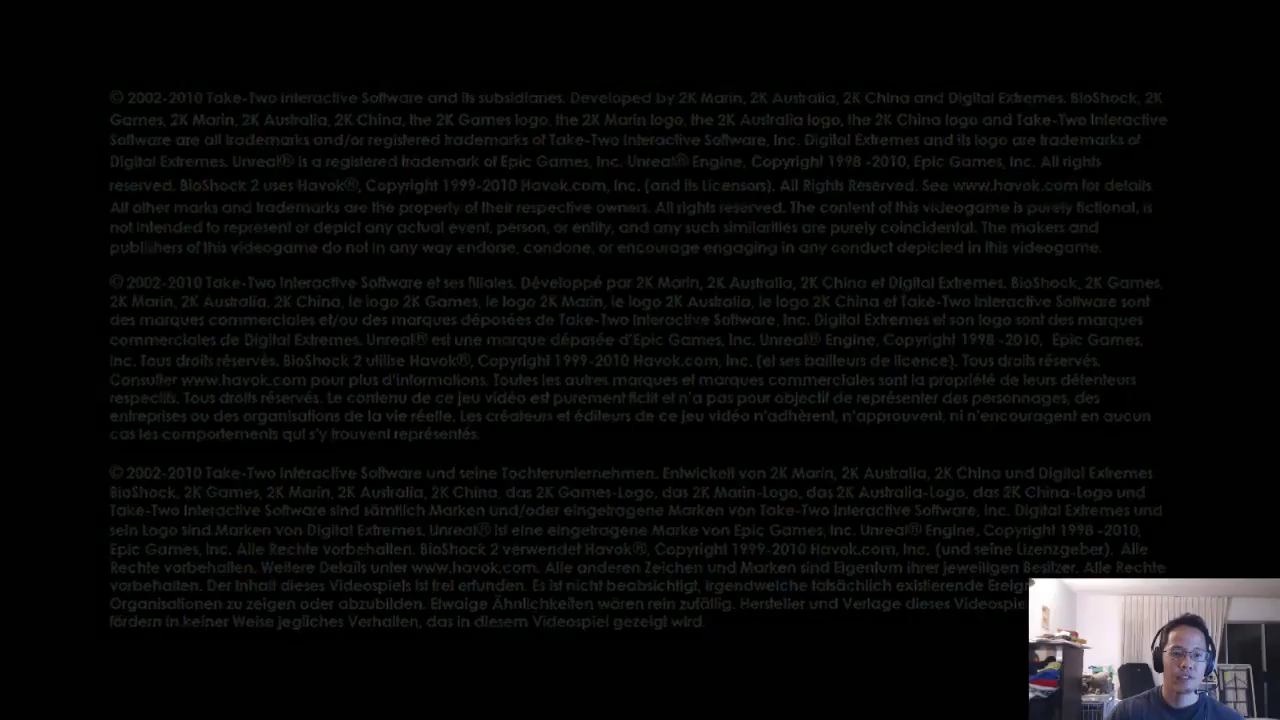 © 2002-2010 Take-Two Interactive Software and its subsidiaries. Developed by 2K Marin, 2K Australia, 2K China and Digital Extremes. BioShock, 2K
Games, 2K Marin, 2K Australia, 2K China, the 2K Games logo, the 2K Marin logo, the 2K Australia logo, the 2K China logo and Take-Two Interactive
Software are all trademarks and/or registered trademarks of Take-Two Interactive Software, Inc. Digital Extremes and its logo are trademarks of
Digital Extremes. Unreal® is a registered trademark of Epic Games, Inc. Unreal® Engine, Copyright 1998 -2010, Epic Games, Inc. All rights
reserved. BioShock 2 uses Havok®, Copyright 1999-2010 Havok.com, Inc. (and its Licensors). All Rights Reserved. See www.havok.com for details.
All other marks and trademarks are the property of their respective owners. All rights reserved. The content of this videogame is purely fictional, is
not intended to represent or depict any actual event, person, or entity, and any such similarities are purely coincidental. The makers and
publishers of this videogame do not in any way endorse, condone, or encourage engaging in any conduct depicted in this videogame.
© 2002-2010 Take-Two Interactive Software et ses filiales. Développé par 2K Marin, 2K Australia, 2K China et Digital Extremes. BioShock, 2K Games,
2K Marin, 2K Australia, 2K China, le logo 2K Games, le logo 2K Marin, le logo 2K Australia, le logo 2K China et Take-Two Interactive Software sont
des marques commerciales et/ou des marques déposées de Take-Two Interactive Software, Inc. Digital Extremes et son logo sont des marques
commerciales de Digital Extremes. Unreal® est une marque déposée d'Epic Games, Inc. Unreal® Engine, Copyright 1998 -2010, Epic Games,
Inc. Tous droits réservés. BioShock 2 utilise Havok®, Copyright 1999-2010 Havok.com, Inc. (et ses bailleurs de licence). Tous droits réservés.
Consulter www.havok.com pour plus d'informations. Toutes les autres marques et marques commerciales sont la propriété de leurs détenteurs
respectifs. Tous droits réservés. Le contenu de ce jeu vidéo est purement fictif et n'a pas pour objectif de représenter des personnages, des
entreprises ou des organisations de la vie réelle. Les créateurs et éditeurs de ce jeu vidéo n'adhèrent, n'approuvent, ni n'encouragent en aucun
cas les comportements qui s'y trouvent représentés.
© 2002-2010 Take-Two Interactive Software und seine Tochterunternehmen. Entwickelt von 2K Marin, 2K Australia, 2K China und Digital Extremes
BioShock, 2K Games, 2K Marin, 2K Australia, 2K China, das 2K Games-Logo, das 2K Marin-Logo, das 2K Australia-Logo, das 2K China-Logo und
Take-Two Interactive Software sind sämtlich Marken und/oder eingetragene Marken von Take-Two Interactive Software, Inc. Digital Extremes und
sein Logo sind Marken von Digital Extremes. Unreal® ist eine eingetragene Marke von Epic Games, Inc. Unreal® Engine, Copyright 1998 -2010,
Epic Games, Inc. Alle Rechte vorbehalten. BioShock 2 verwendet Havok®, Copyright 1999-2010 Havok.com, Inc. (und seine Lizenzgeber). Alle
Rechte vorbehalten. Weitere Details unter www.havok.com. Alle anderen Zeichen und Marken sind Eigentum ihrer jeweiligen Besitzer. Alle Rechte
vorbehalten. Der Inhalt dieses Videospiels ist frei erfunden. Es ist nicht beabsichtigt, irgendwelche tatsächlich existierende
Organisationen zu zeigen oder abzubilden. Etwaige Ähnlichkeiten wären rein zufällig. Hersteller und Verlage dieses
fördern in keiner Weise jegliches Verhalten, das in diesem Videospiel gezeigt wird.